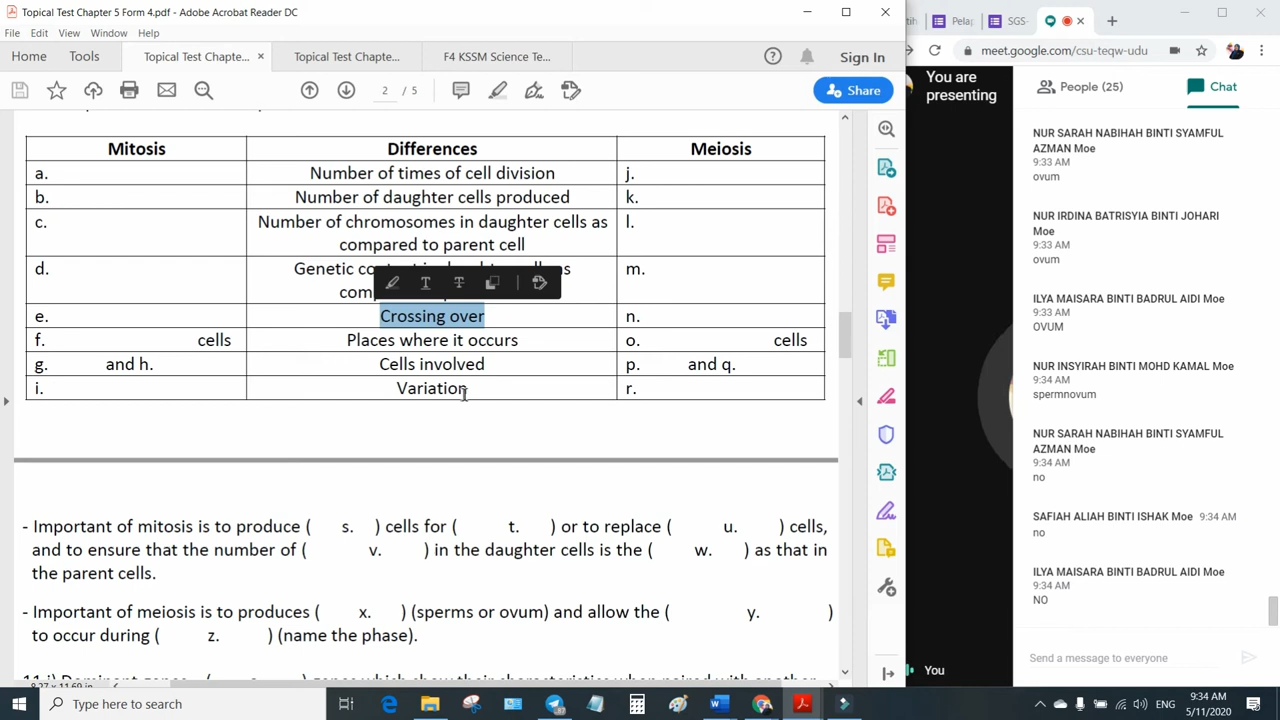 Topical Test Chapter 5 Form 4.pdf - Adobe Acrobat Reader DC
File Edit View Window Help
Home Tools Topical Test Chapte... × Topical Test Chapte... F4 KSSM Science Te... Sign In
2 / 5 Share
Mitosis Differences Meiosis
a. Number of times of cell division j.
b. Number of daughter cells produced k.
c. Number of chromosomes in daughter cells as l.
compared to parent cell
d. Genetic as m.
e. Crossing over n.
f. cells Places where it occurs o. cells
g. and h. Cells involved p. and q.
i. Variation r.
- Important of mitosis is to produce ( s. ) cells for ( t. ) or to replace ( u. ) cells,
and to ensure that the number of ( v. ) in the daughter cells is the ( w. ) as that in
the parent cells.
- Important of meiosis is to produces ( x. ) (sperms or ovum) and allow the ( y. )
to occur during ( z. ) (name the phase).
SGS-
meet.google.com/csu-teqw-udu
You are
presenting
People (25) Chat
NUR SARAH NABIHAH BINTI SYAMFUL
AZMAN Moe
9:33 AM
ovum
NUR IRDINA BATRISYIA BINTI JOHARI
Moe
9:33 AM
ovum
ILYA MAISARA BINTI BADRUL AIDI Moe
9:33 AM
OVUM
NUR INSYIRAH BINTI MOHD KAMAL Moe
9:34 AM
spermnovum
NUR SARAH NABIHAH BINTI SYAMFUL
AZMAN Moe
9:34 AM
no
SAFIAH ALIAH BINTI ISHAK Moe 9:34 AM
no
ILYA MAISARA BINTI BADRUL AIDI Moe
9:34 AM
NO
Send a message to everyone
You
Type here to search
ENG
9:34 AM
5/11/2020